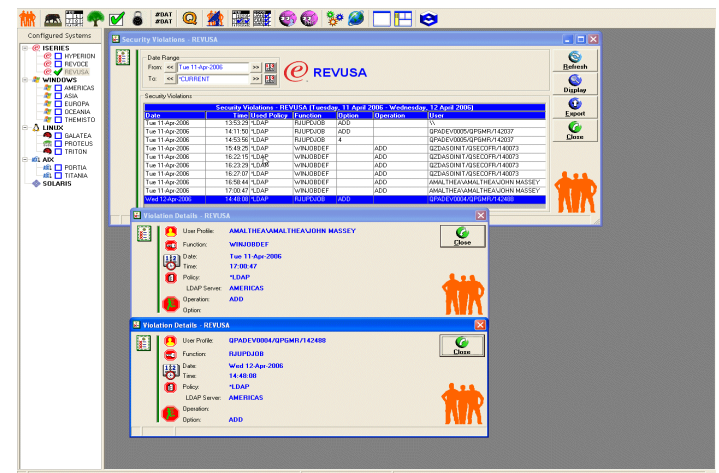 #DAT
#DAT
Configured Systems
ISERIES
HYPERION
REVOCE
REVUSA
WINDOWS
AMERICAS
ASIA
EUROPA
OCEANIA
THEMISTO
LINUX
GALATEA
PROTEUS
TRITON
AIX
PORTIA
TITANIA
SOLARIS
Security Violations - REVUSA
Date Range
From: << Tue 11-Apr-2006 >>
To: << *CURRENT >>
REVUSA
Refresh
Display
Export
Close
Security Violations
Security Violations - REVUSA [Tuesday, 11 April 2006 - Wednesday, 12 April 2006]
Date Time Used Policy Function Option Operation User
Tue 11-Apr-2006 13:53:29 *LDAP RJUPDJOB ADD \\\
Tue 11-Apr-2006 14:11:50 *LDAP RJUPDJOB ADD QPADEV0005/QPGMR/142037
Tue 11-Apr-2006 14:53:56 *LDAP RJUPDJOB 4 QPADEV0005/QPGMR/142037
Tue 11-Apr-2006 15:49:25 *LDAP WINJOBDEF ADD QZDASOINIT/QSECOFR/140073
Tue 11-Apr-2006 16:22:15 *LDAP WINJOBDEF ADD QZDASOINIT/QSECOFR/140073
Tue 11-Apr-2006 16:23:29 *LDAP WINJOBDEF ADD QZDASOINIT/QSECOFR/140073
Tue 11-Apr-2006 16:27:07 *LDAP WINJOBDEF ADD QZDASOINIT/QSECOFR/140073
Tue 11-Apr-2006 16:58:44 *LDAP WINJOBDEF ADD AMALTHEA\AMALTHEA\JOHN MASSEY
Tue 11-Apr-2006 17:00:47 *LDAP WINJOBDEF ADD AMALTHEA\AMALTHEA\JOHN MASSEY
Wed 12-Apr-2006 14:48:08 *LDAP RJUPDJOB ADD QPADEV0004/QPGMR/142488
Violation Details - REVUSA
User Profile: AMALTHEA\AMALTHEA\JOHN MASSEY
Close
Function: WINJOBDEF
Date: Tue 11-Apr-2006
Time: 17:00:47
Policy: *LDAP
LDAP Server: AMERICAS
Operation: ADD
Option:
Violation Details - REVUSA
User Profile: QPADEV0004/QPGMR/142488
Close
Function: RJUPDJOB
Date: Wed 12-Apr-2006
Time: 14:48:08
Policy: *LDAP
LDAP Server: AMERICAS
Operation:
Option: ADD